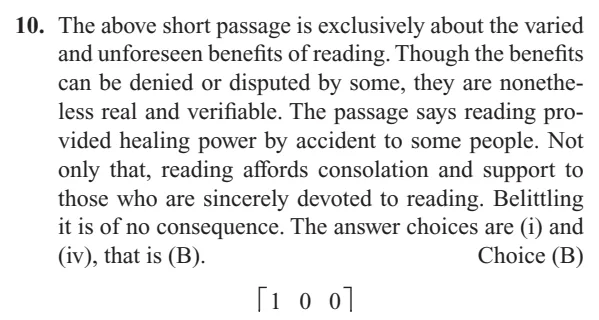 10. The above short passage is exclusively about the varied
and unforeseen benefits of reading. Though the benefits
can be denied or disputed by some, they are nonethe-
less real and verifiable. The passage says reading pro-
vided healing power by accident to some people. Not
only that, reading affords consolation and support to
those who are sincerely devoted to reading. Belittling
it is of no consequence. The answer choices are (i) and
(iv), that is (B). Choice (B)
1 0 0